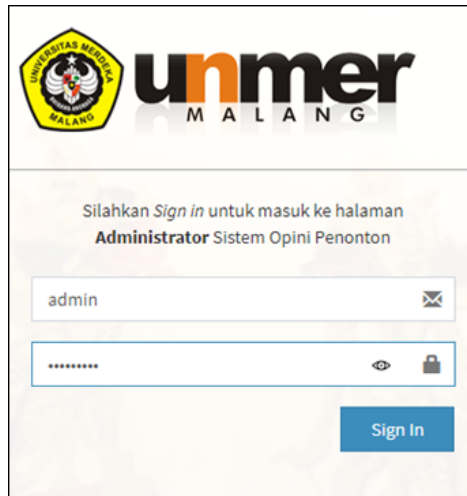 UNIVERSITAS MERDEKA
MALANG
unmer
MALANG
Silahkan Sign in untuk masuk ke halaman
Administrator Sistem Opini Penonton
admin
•••••••••
Sign In